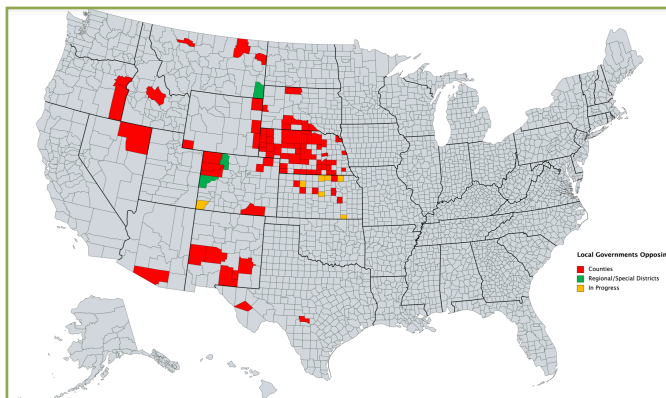 Local Governments Opposin
Counties
Regional/Special Districts
In Progress